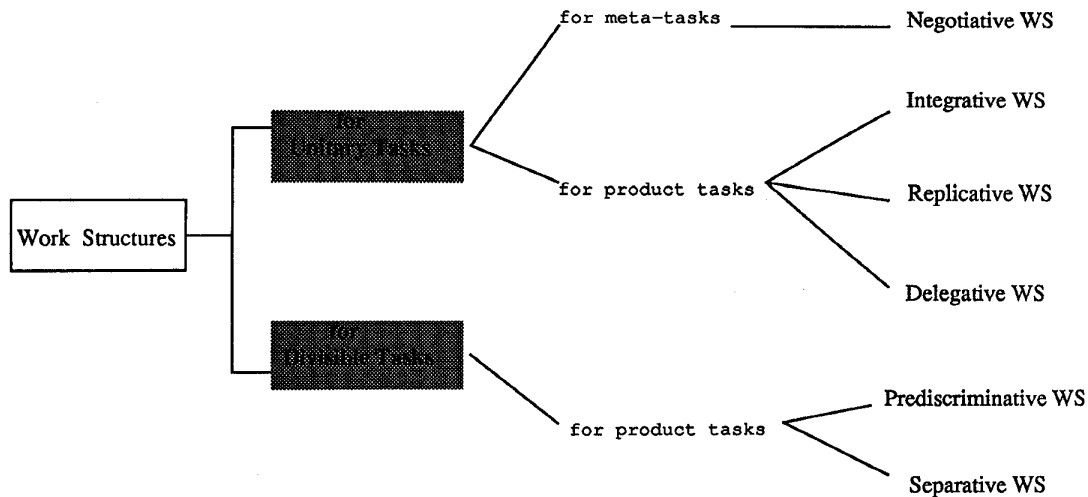 for meta-tasks
Negotiative WS
Integrative WS
for
Unitary Tasks
for product tasks
Replicative WS
Work Structures
Delegative WS
for
Divisible Tasks
Prediscriminative WS
for product tasks
Separative WS